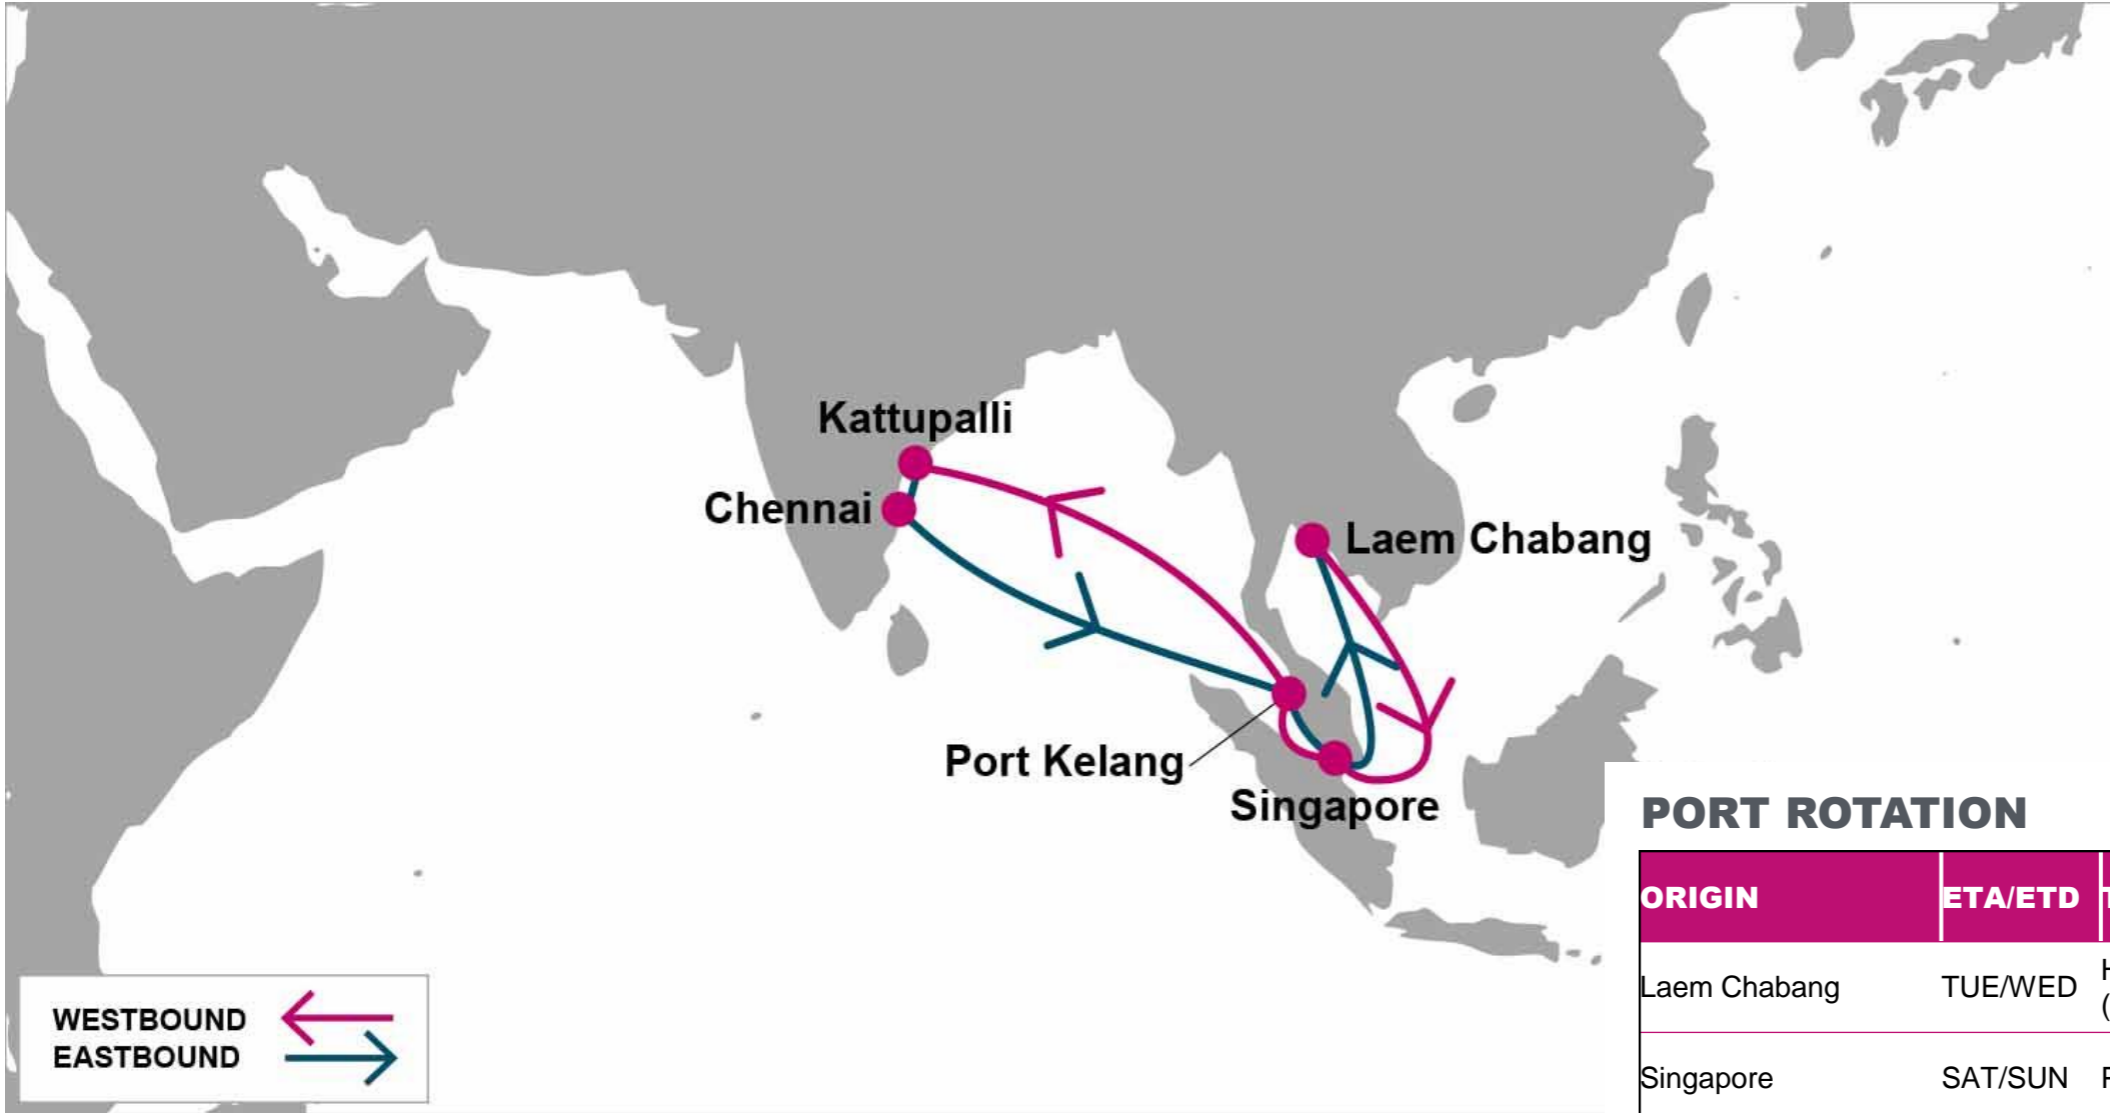 Kattupalli
Chennai
Laem Chabang
Port Kelang
Singapore
WESTBOUND
EASTBOUND
PORT ROTATION
ORIGIN ETA/ETD
Laem Chabang TUE/WED
Singapore SAT/SUN